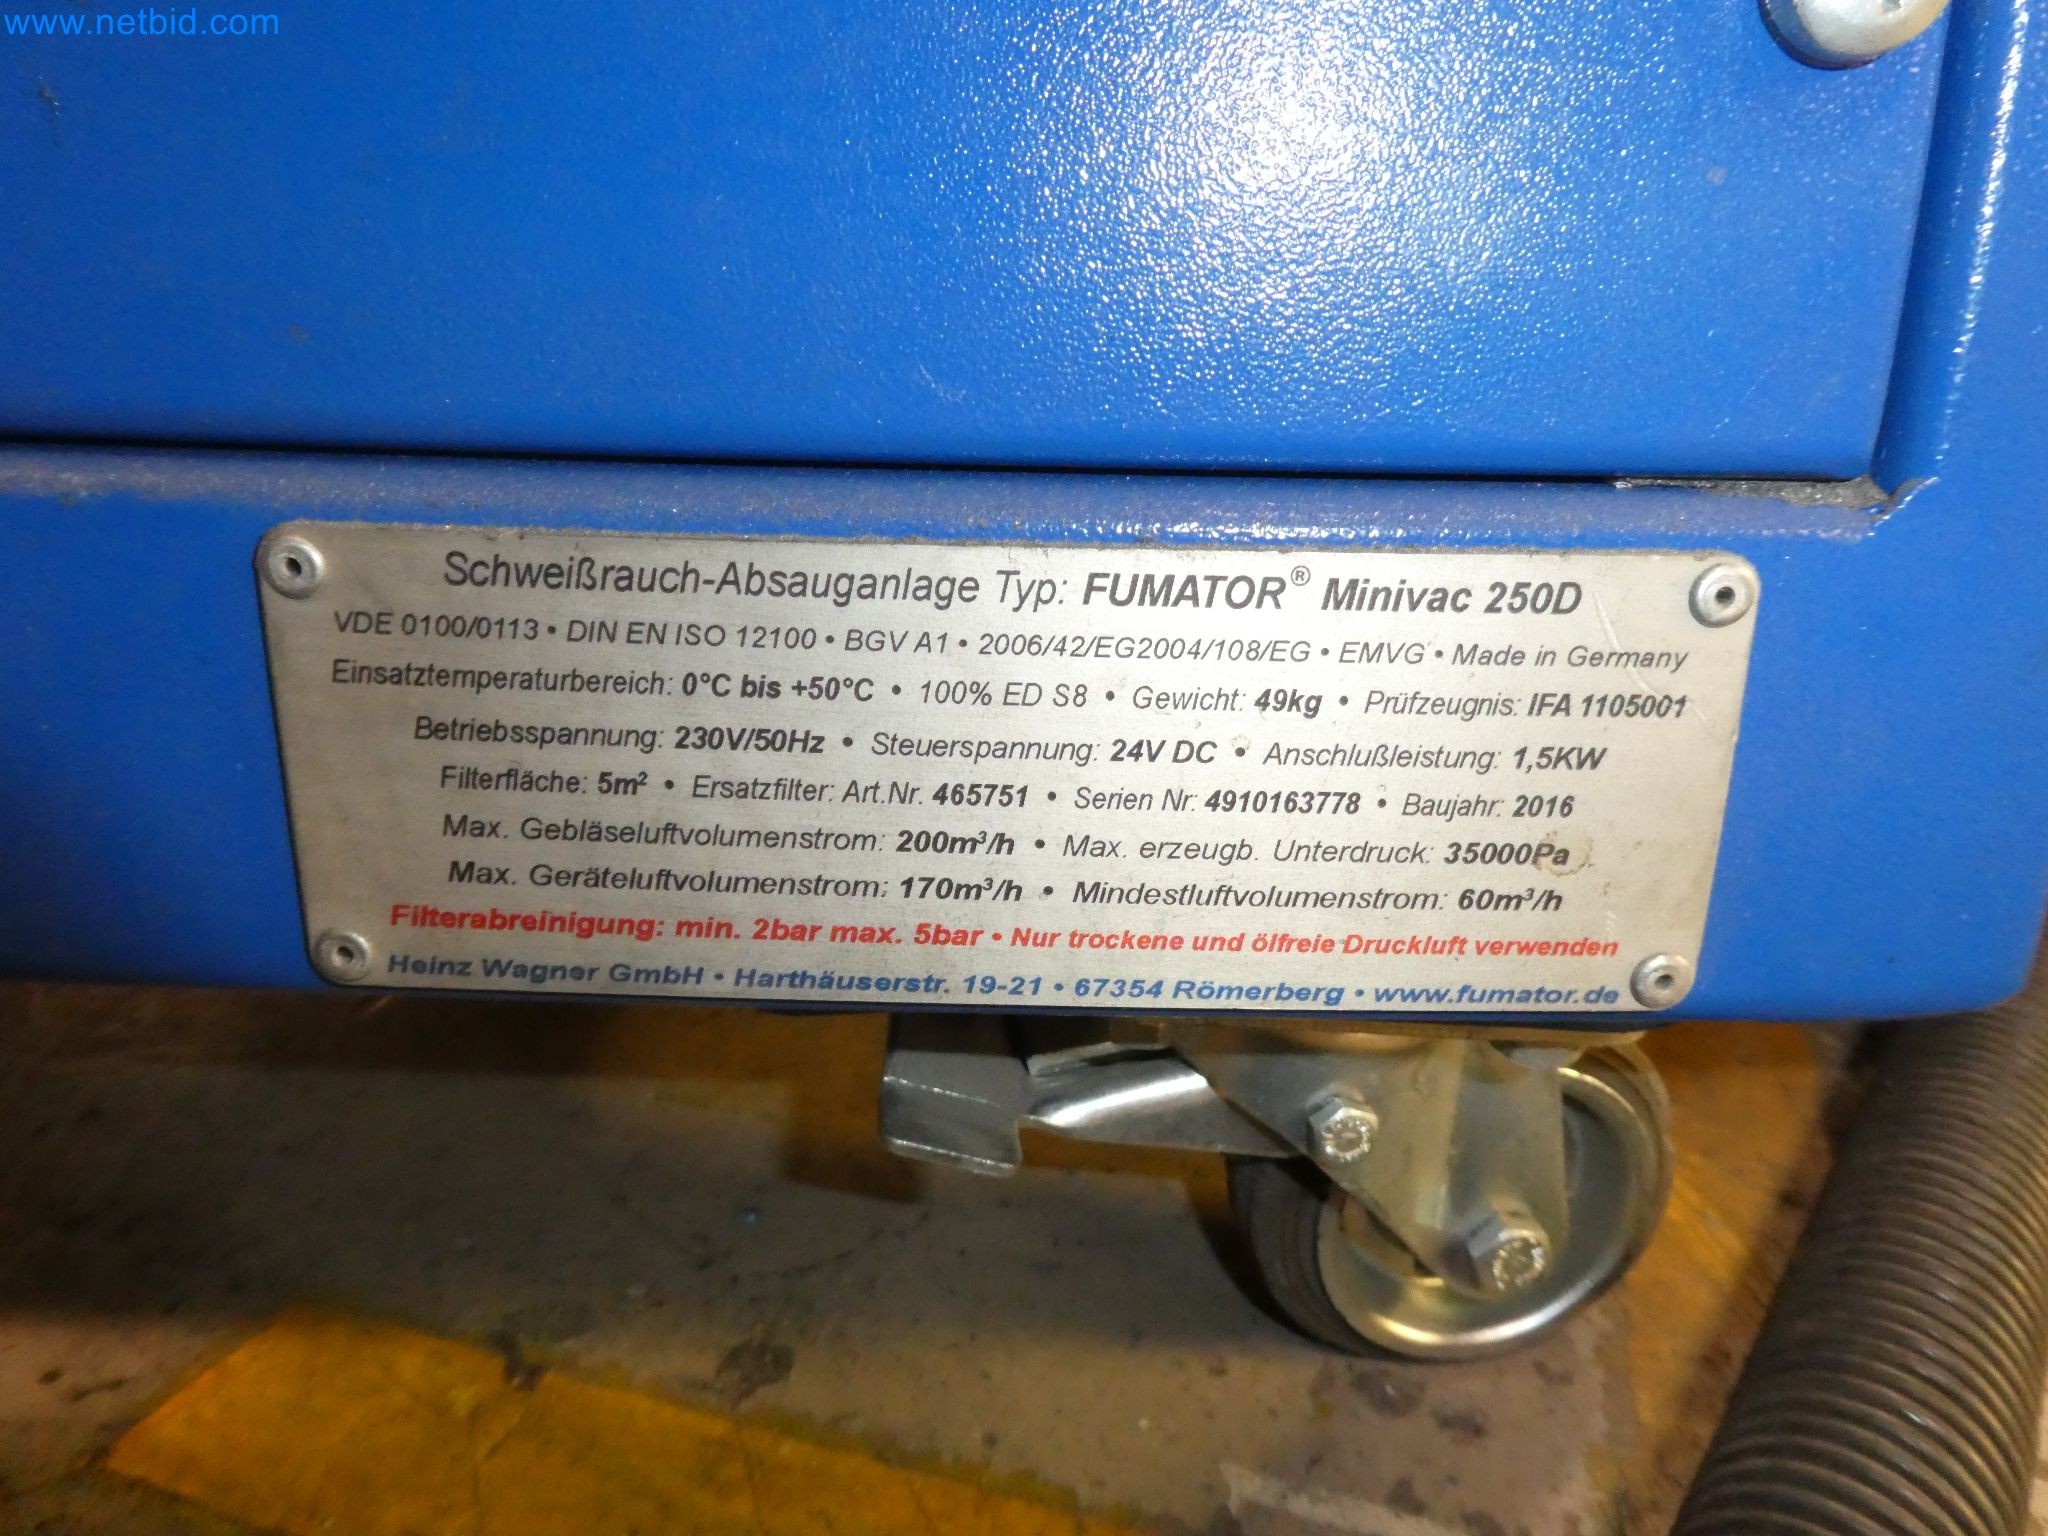 www.netbid.com
Schweißrauch-Absauganlage Typ: FUMATOR® Minivac 250D
VDE 0100/0113 • DIN EN ISO 12100 • BGV A1 • 2006/42/EG2004/108/EG • EMVG • Made in Germany
Einsatztemperaturbereich: 0°C bis +50°C • 100% ED S8 • Gewicht: 49kg • Prüfzeugnis: IFA 1105001
Betriebsspannung: 230V/50Hz • Steuerspannung: 24V DC • Anschlußleistung: 1,5KW
Filterfläche: 5m² • Ersatzfilter: Art.Nr. 465751 • Serien Nr: 4910163778 • Baujahr: 2016
Max. Gebläseluftvolumenstrom: 200m³/h • Max. erzeugb. Unterdruck: 35000Pa
Max. Geräteluftvolumenstrom: 170m³/h • Mindestluftvolumenstrom: 60m³/h
Filterabreinigung: min. 2bar max. 5bar • Nur trockene und ölfreie Druckluft verwenden
Heinz Wagner GmbH • Harthäuserstr. 19-21 • 67354 Römerberg • www.fumator.de